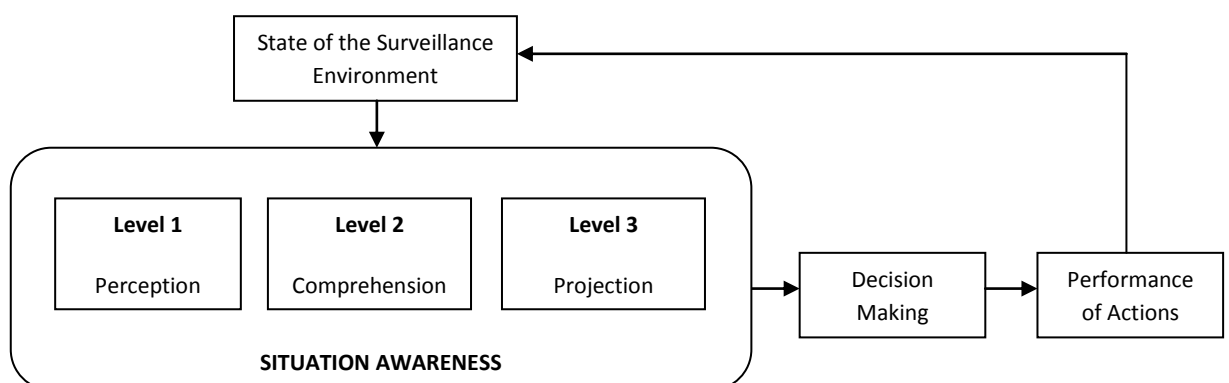 State of the Surveillance
Environment
Level 1
Perception
Level 2
Comprehension
Level 3
Projection
SITUATION AWARENESS
Decision
Making
Performance
of Actions